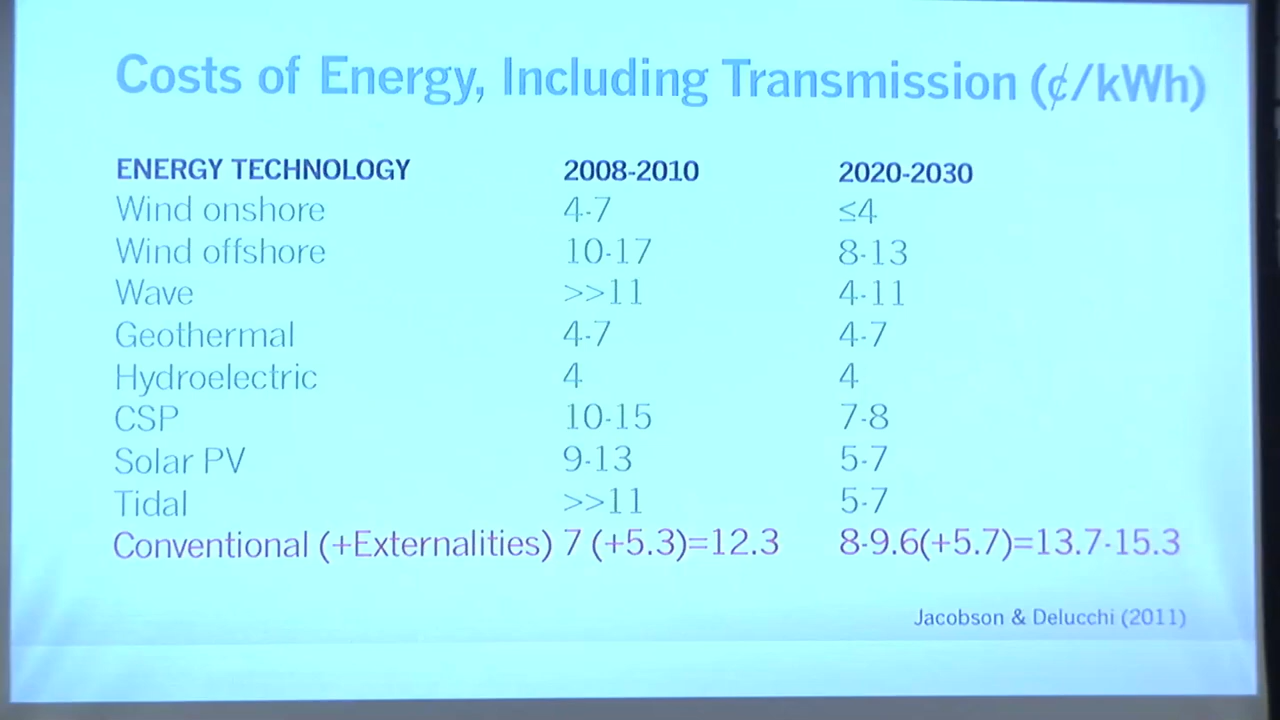 Costs of Energy, Including Transmission (¢/kWh)
ENERGY TECHNOLOGY 2008-2010 2020-2030
Wind onshore 4-7 ≤4
Wind offshore 10-17 8-13
Wave >>11 4-11
Geothermal 4-7 4-7
Hydroelectric 4 4
CSP 10-15 7-8
Solar PV 9-13 5-7
Tidal >>11 5-7
Conventional (+Externalities) 7 (+5.3)=12.3 8-9.6(+5.7)=13.7-15.3
Jacobson & Delucchi (2011)